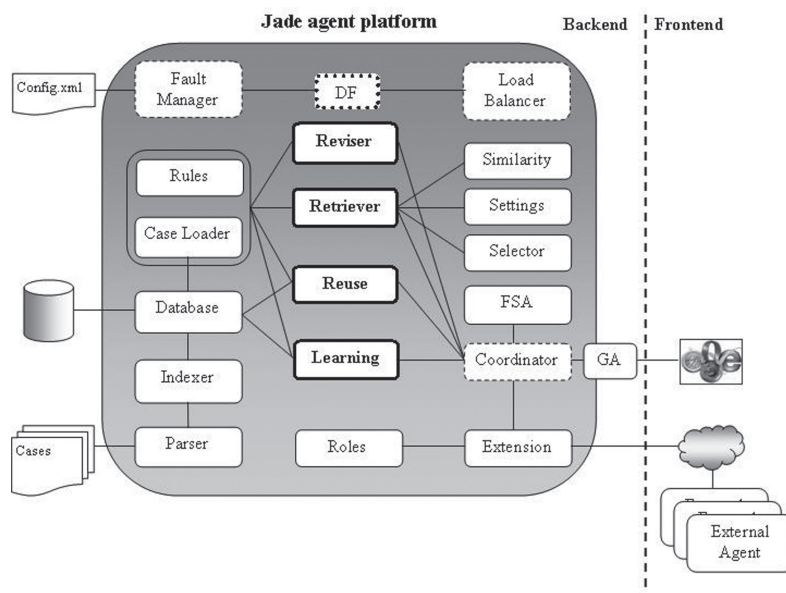 Jade agent platform
Backend
Frontend
Config.xml
Fault
Manager
DF
Load
Balancer
Reviser
Rules
Similarity
Retriever
Settings
Case Loader
Selector
Reuse
Database
FSA
Learning
Coordinator
GA
Indexer
Cases
Parser
Roles
Extension
External
Agent